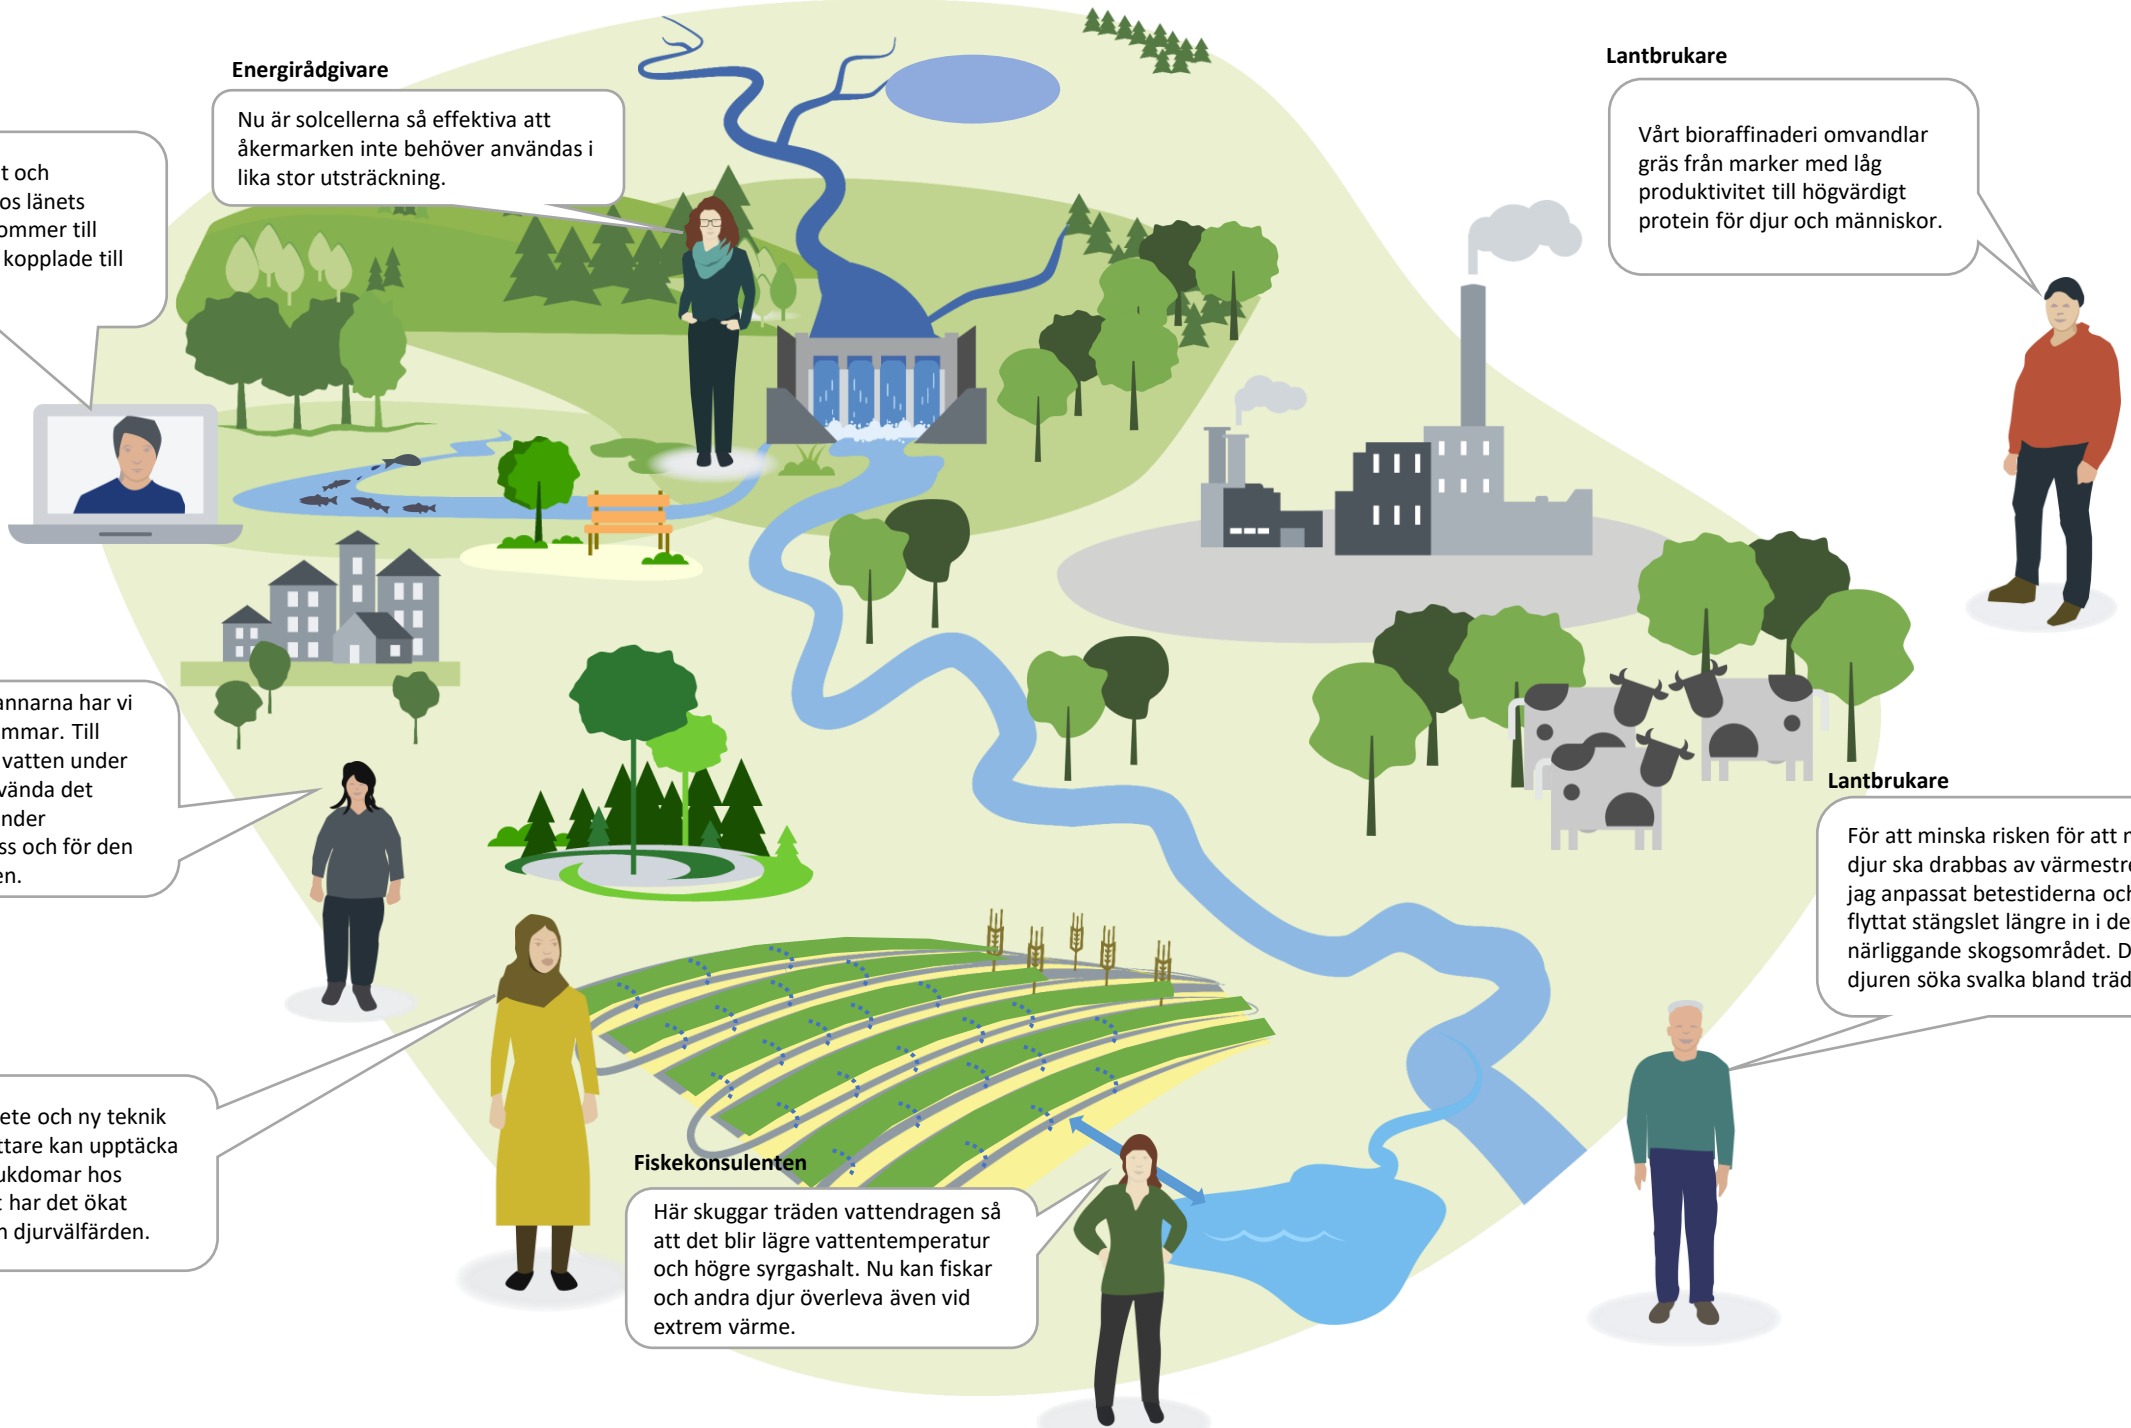 Energirådgivare
Nu är solcellerna så effektiva att
åkermarken inte behöver användas i
lika stor utsträckning.
Lantbrukare
Vårt bioraffinaderi omvandlar
gräs från marker med låg
produktivitet till högvärdigt
protein för djur och människor.
t och
os länets
ommer till
kopplade till
annarna har vi
mmar. Till
vatten under
vända det
nder
ss och för den
en.
Lantbrukare
För att minska risken för att
djur ska drabbas av värmestre
jag anpassat betestiderna och
flyttat stängslet längre in i de
närliggande skogsområdet. D
djuren söka svalka bland träd
ete och ny teknik
ttare kan upptäcka
ukdomar hos
t har det ökat
n djurvälfärden.
Fiskekonsulenten
Här skuggar träden vattendragen så
att det blir lägre vattentemperatur
och högre syrgashalt. Nu kan fiskar
och andra djur överleva även vid
extrem värme.